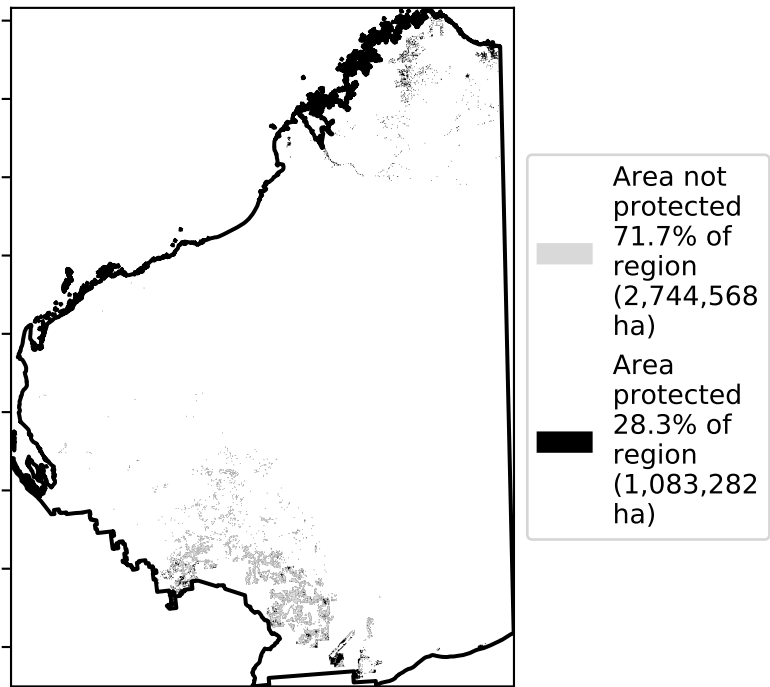 Area not
protected
71.7% of
region
(2,744,568
ha)
Area
protected
28.3% of
region
(1,083,282
ha)